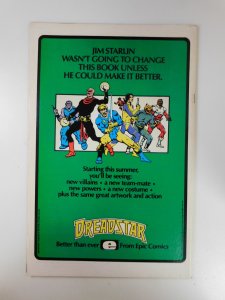 JIM STARLIN
WASN'T GOING TO CHANGE
THIS BOOK UNLESS
HE COULD MAKE IT BETTER.
Starting this summer,
you'll be seeing:
new villains • a new team-mate •
new powers • a new costume •
plus the same great artwork and action
DREADSTAR
Better than ever
From Epic Comics